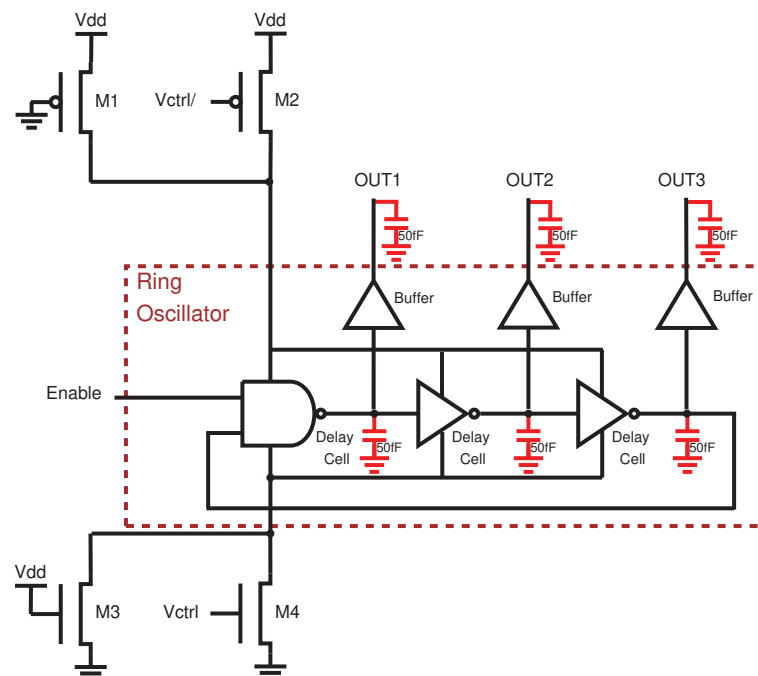 Vdd
Vdd
M1
Vctrl/
M2
OUT1
OUT2
OUT3
50fF
50fF
50fF
Ring
Oscillator
Buffer
Buffer
Buffer
Enable
Delay
Cell
50fF
Delay
Cell
50fF
Delay
Cell
50fF
Vdd
M3
Vctrl
M4